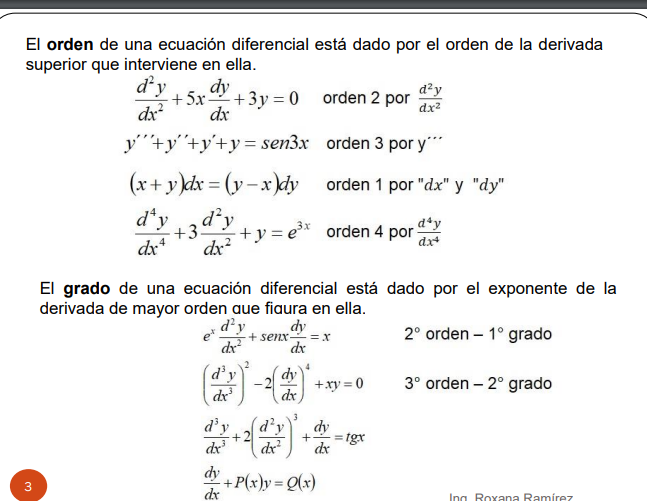 El orden de una ecuación diferencial está dado por el orden de la derivada
superior que interviene en ella.
d²y/dx² + 5x dy/dx + 3y = 0 orden 2 por d²y/dx²
y´´´+y´´+y´+y = sen3x orden 3 por y´´´
(x + y)dx = (y − x)dy orden 1 por "dx" y "dy"
d⁴y/dx⁴ + 3 d²y/dx² + y = e³ˣ orden 4 por d⁴y/dx⁴
El grado de una ecuación diferencial está dado por el exponente de la
derivada de mayor orden que figura en ella.
eˣ d²y/dx² + senx dy/dx = x 2° orden – 1° grado
(d³y/dx³)² − 2(dy/dx)⁴ + xy = 0 3° orden – 2° grado
d³y/dx³ + 2(d²y/dx²)³ + dy/dx = tgx
dy/dx + P(x)y = Q(x)
3
Ing. Roxana Ramírez